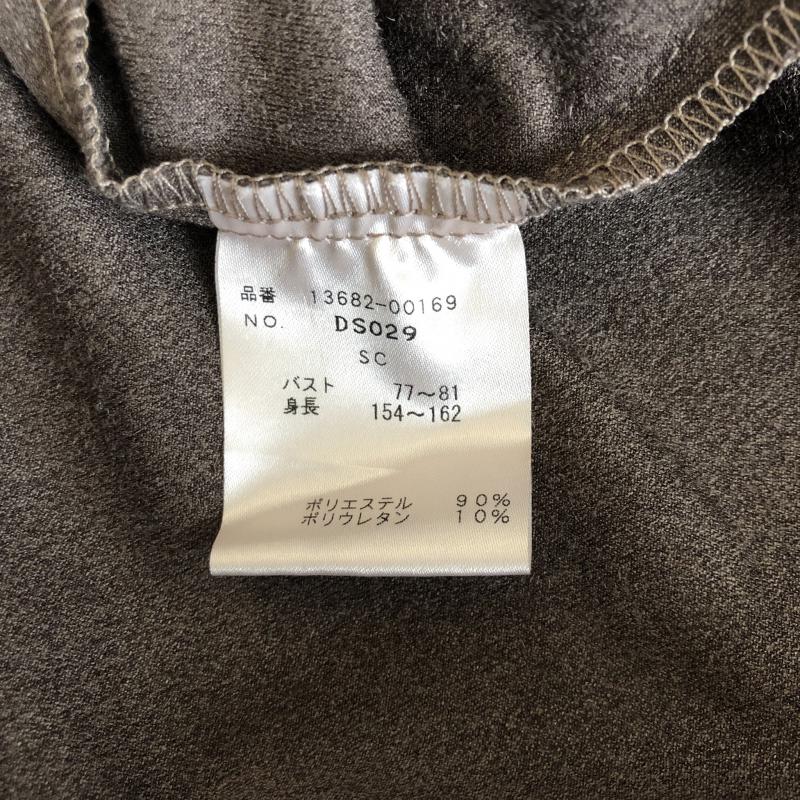 品番 13682-00169
NO. DS029
SC
バスト 77〜81
身長 154〜162
ポリエステル 90%
ポリウレタン 10%